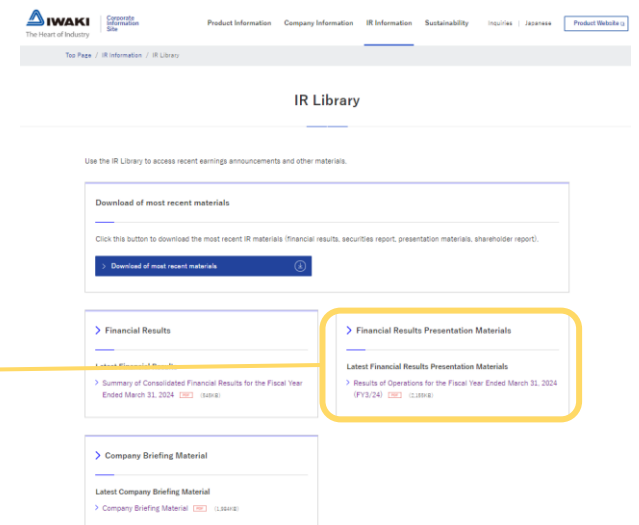 IWAKI
Corporate
Information
Site
The Heart of Industry
Product Information Company Information IR Information Sustainability Inquiries | Japanese Product Website
Top Page / IR Information / IR Library
IR Library
Use the IR Library to access recent earnings announcements and other materials.
Download of most recent materials
Click this button to download the most recent IR materials (financial results, securities report, presentation materials, shareholder report).
> Download of most recent materials
> Financial Results
Latest Financial Results
> Summary of Consolidated Financial Results for the Fiscal Year
Ended March 31, 2024 PDF
> Financial Results Presentation Materials
Latest Financial Results Presentation Materials
> Results of Operations for the Fiscal Year Ended March 31, 2024
(FY3/24) PDF
> Company Briefing Material
Latest Company Briefing Material
> Company Briefing Material PDF